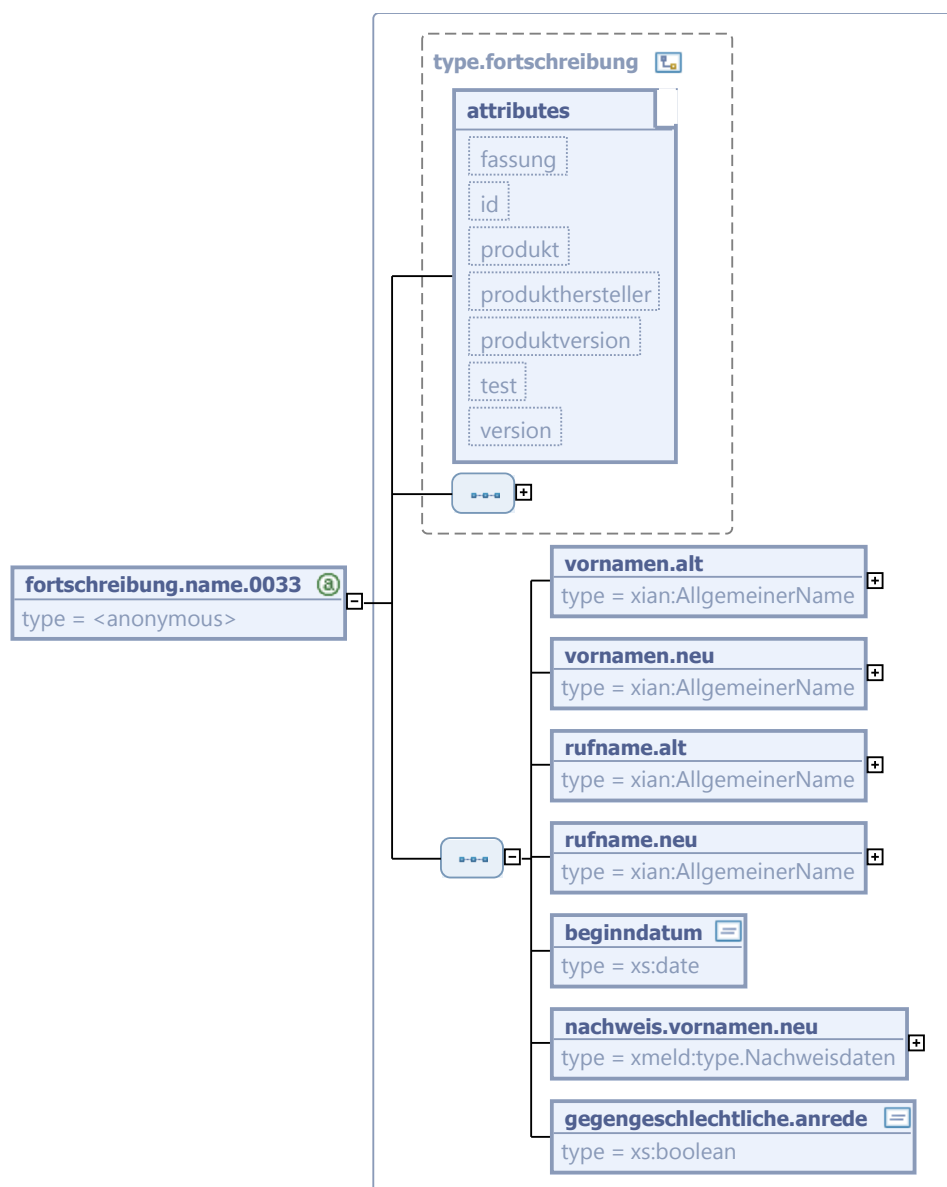 type.fortschreibung
attributes
fassung
id
produkt
produkthersteller
produktversion
test
version
fortschreibung.name.0033 a
type = <anonymous>
vornamen.alt
type = xian:AllgemeinerName
vornamen.neu
type = xian:AllgemeinerName
rufname.alt
type = xian:AllgemeinerName
rufname.neu
type = xian:AllgemeinerName
beginndatum
type = xs:date
nachweis.vornamen.neu
type = xmeld:type.Nachweisdaten
gegengeschlechtliche.anrede
type = xs:boolean